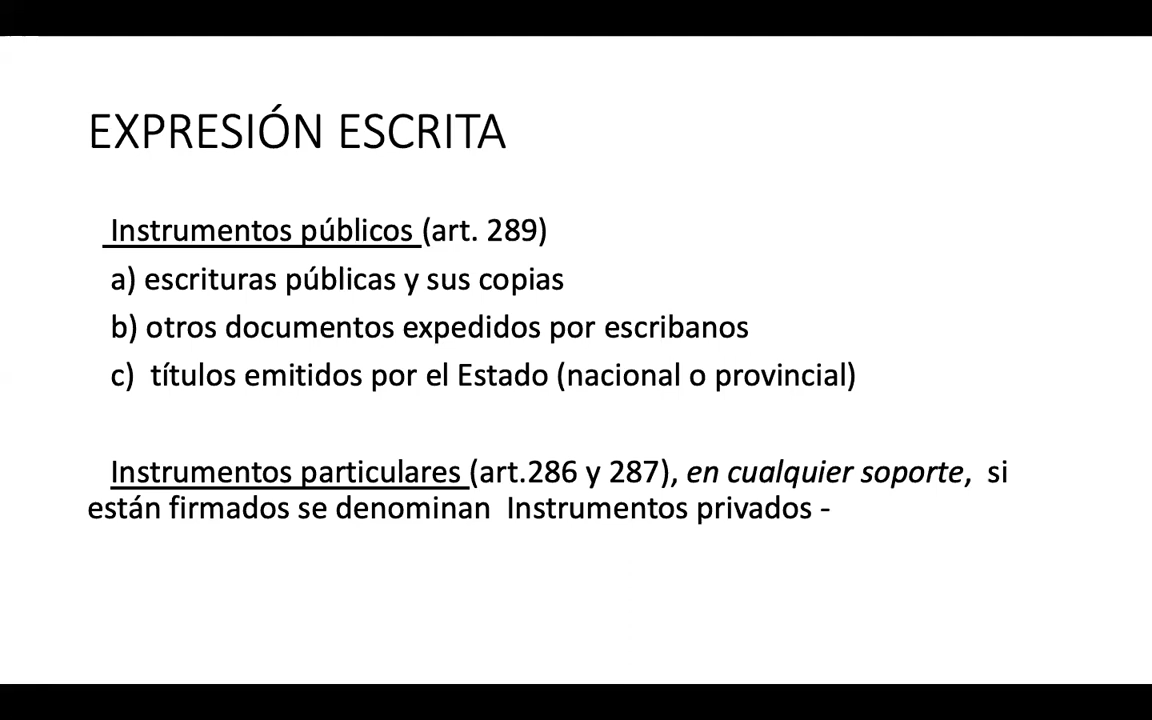 EXPRESIÓN ESCRITA
Instrumentos públicos (art. 289)
a) escrituras públicas y sus copias
b) otros documentos expedidos por escribanos
c) títulos emitidos por el Estado (nacional o provincial)
Instrumentos particulares (art.286 y 287), en cualquier soporte, si
están firmados se denominan Instrumentos privados -